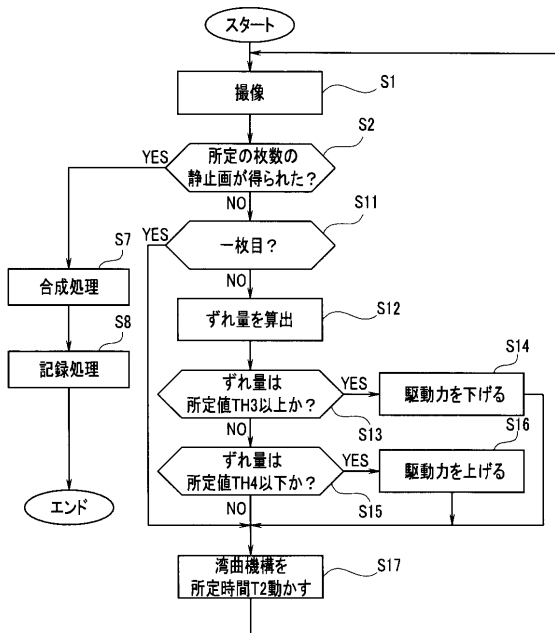 スタート
撮像
S1
S2
YES
所定の枚数の
静止画が得られた？
NO
S11
YES
一枚目？
S7
合成処理
NO
ずれ量を算出
S12
S8
記録処理
S14
ずれ量は
所定値TH3以上か？
YES
駆動力を下げる
S13
NO
S16
ずれ量は
所定値TH4以下か？
YES
駆動力を上げる
エンド
NO
S15
湾曲機構を
所定時間T2動かす
S17